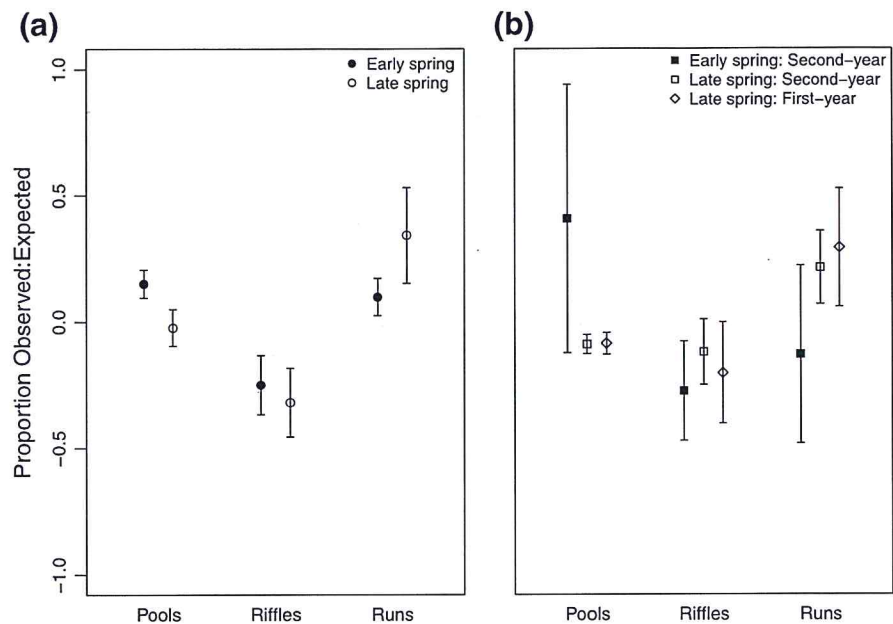 (a)
Early spring
Late spring
Proportion Observed:Expected
1.0
0.5
0.0
−0.5
−1.0
Pools Riffles Runs
(b)
Early spring: Second−year
Late spring: Second−year
Late spring: First−year
Pools Riffles Runs